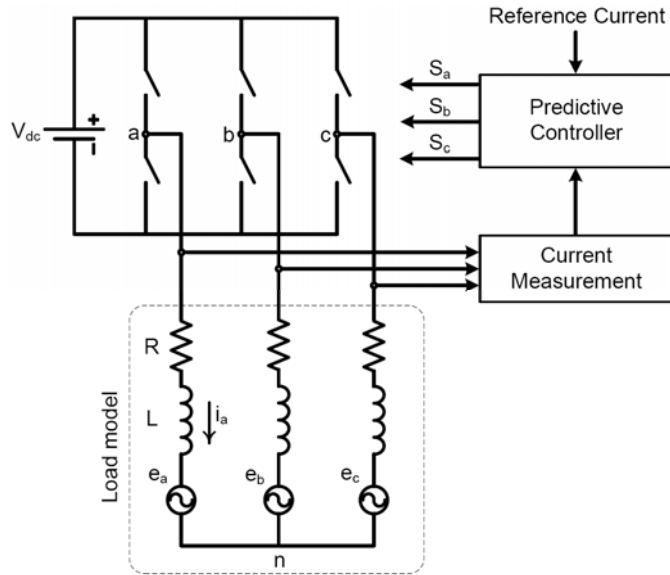 Reference Current
Sa
Sb
Sc
Predictive
Controller
Vdc
+
a
b
c
Current
Measurement
R
L
ia
ea
eb
ec
n
Load model